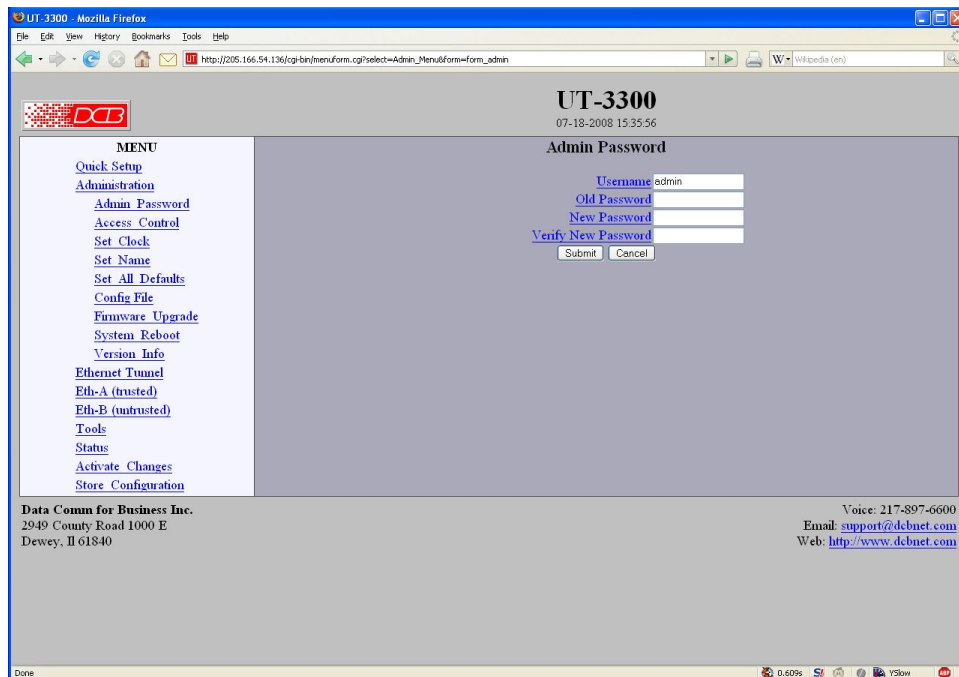 UT-3300 - Mozilla Firefox
File Edit View History Bookmarks Tools Help
UT http://205.166.54.136/cgi-bin/menuform.cgi?select=Admin_Menu&form=form_admin
W Wikipedia (en)
DCB
UT-3300
07-18-2008 15:35:56
MENU
Quick Setup
Administration
Admin Password
Access Control
Set Clock
Set Name
Set All Defaults
Config File
Firmware Upgrade
System Reboot
Version Info
Ethernet Tunnel
Eth-A (trusted)
Eth-B (untrusted)
Tools
Status
Activate Changes
Store Configuration
Admin Password
Username admin
Old Password
New Password
Verify New Password
Submit Cancel
Data Comm for Business Inc.
2949 County Road 1000 E
Dewey, Il 61840
Voice: 217-897-6600
Email: support@dcbnet.com
Web: http://www.dcbnet.com
Done
0.609s YSlow ABP